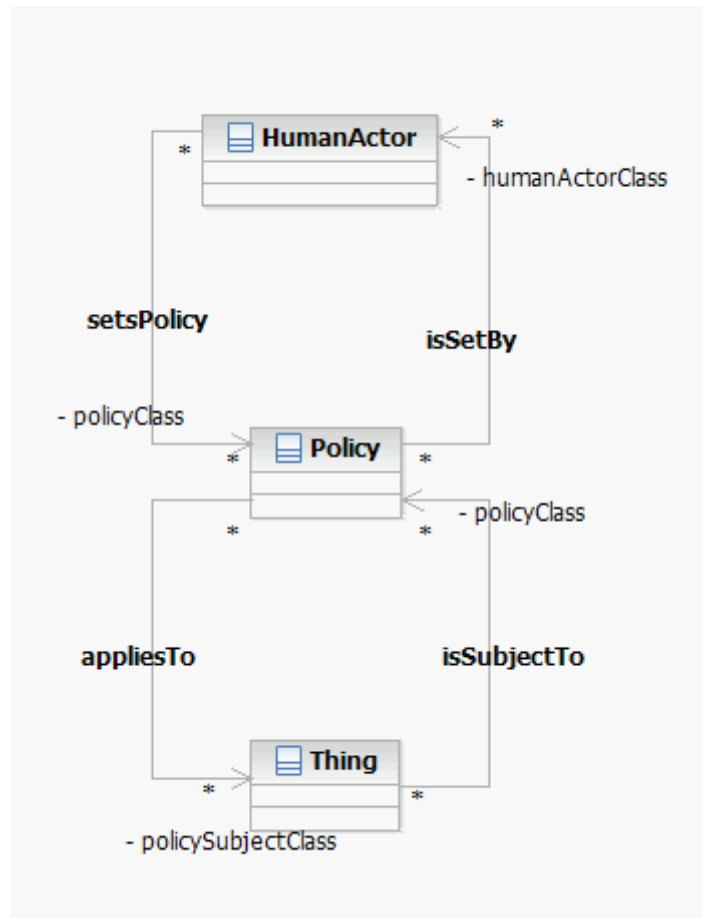 *
HumanActor
*
- humanActorClass
setsPolicy
isSetBy
- policyClass
*
Policy
*
*
*
- policyClass
appliesTo
isSubjectTo
Thing
*
*
- policySubjectClass